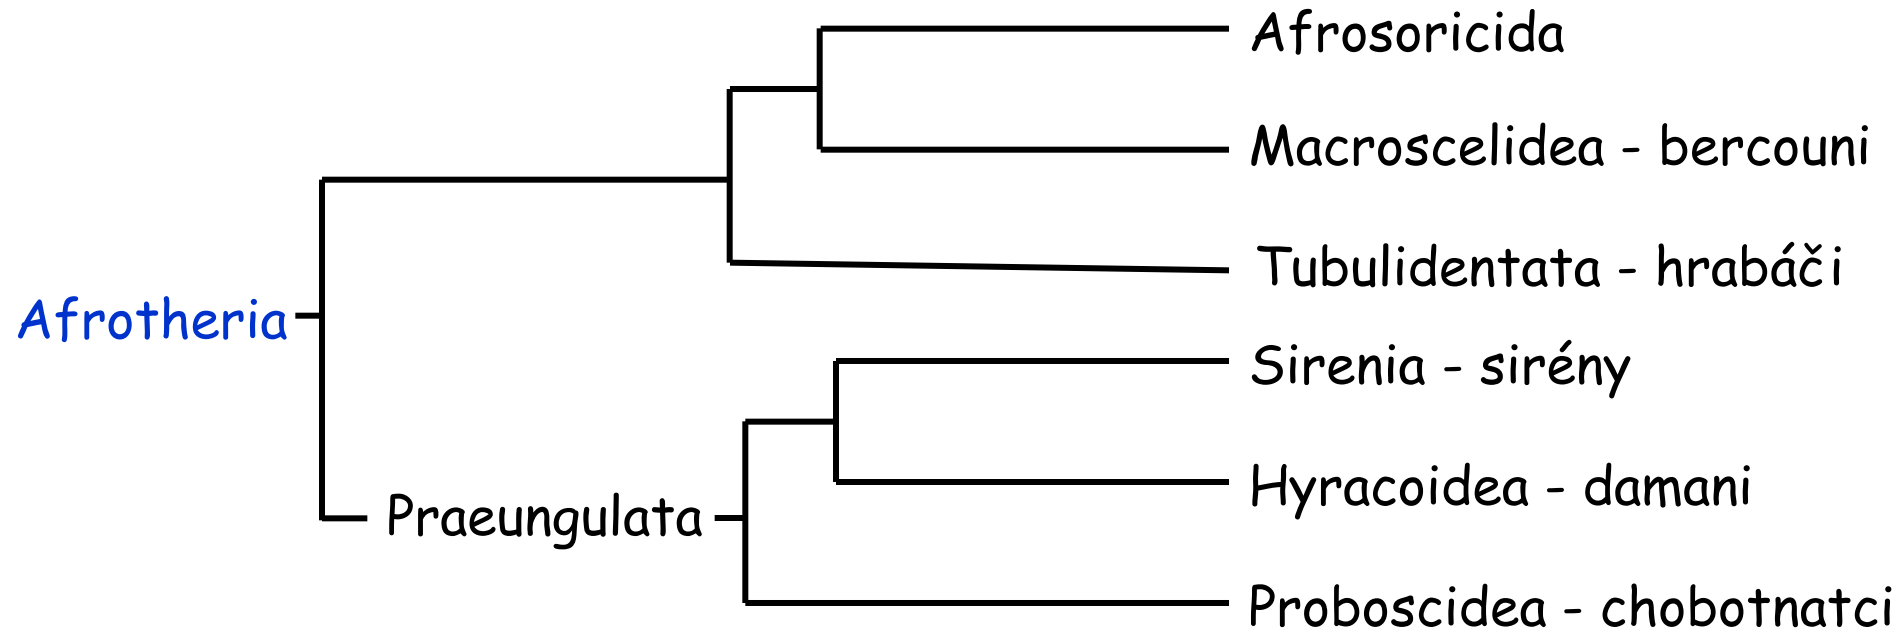 Afrosoricida
Macroscelidea - bercouni
Tubulidentata - hrabáči
Afrotheria
Sirenia - sirény
Hyracoidea - damani
Praeungulata
Proboscidea - chobotnatci